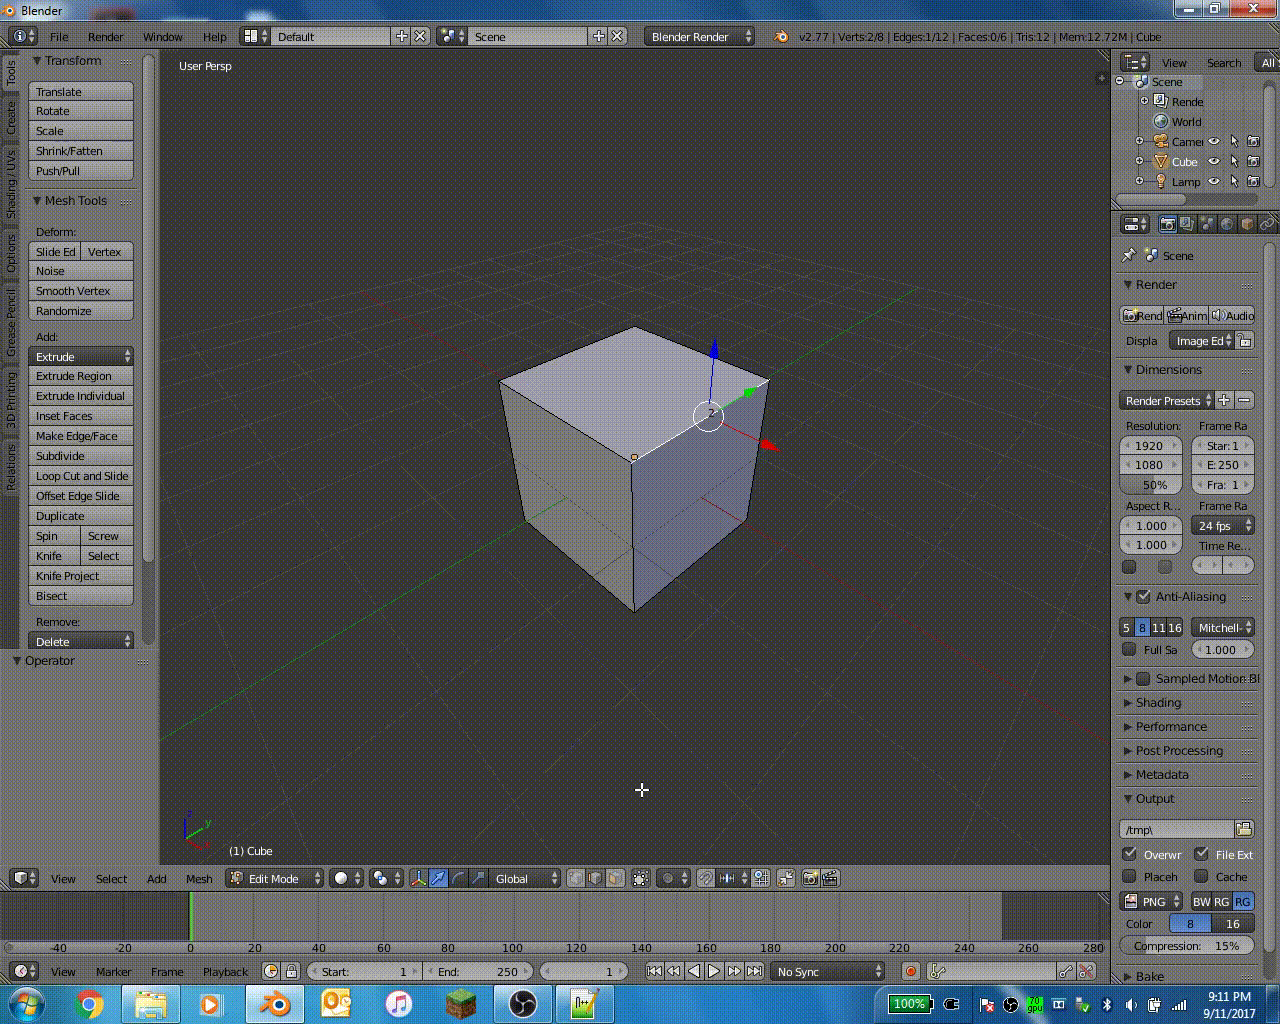 Blender
File Render Window Help Default Scene Blender Render v2.77 | Verts:2/8 | Edges:1/12 | Faces:0/6 | Tris:12 | Mem:12.72M | Cube
Tools
Create
Shading / UVs
Options
Grease Pencil
3D Printing
Relations
Transform
Translate
Rotate
Scale
Shrink/Fatten
Push/Pull
Mesh Tools
Deform:
Slide Ed Vertex
Noise
Smooth Vertex
Randomize
Add:
Extrude
Extrude Region
Extrude Individual
Inset Faces
Make Edge/Face
Subdivide
Loop Cut and Slide
Offset Edge Slide
Duplicate
Spin Screw
Knife Select
Knife Project
Bisect
Remove:
Delete
Operator
User Persp
2
z
y
(1) Cube
View Search All
Scene
Rende
World
Camer
Cube
Lamp
Scene
Render
Rend Anim Audio
Displa Image Ed
Dimensions
Render Presets
Resolution: Frame Ra
1920 Star: 1
1080 E: 250
50% Fra: 1
Aspect R... Frame Ra
1.000 24 fps
1.000 Time Re...
Anti-Aliasing
5 8 11 16 Mitchell-
Full Sa 1.000
Sampled Motion Bl
Shading
Performance
Post Processing
Metadata
Output
/tmp\
Overwr File Ext
Placeh Cache
PNG BW RG RG
Color 8 16
Compression: 15%
Bake
View Select Add Mesh Edit Mode Global
-40 -20 0 20 40 60 80 100 120 140 160 180 200 220 240 260 280
View Marker Frame Playback Start: 1 End: 250 1 No Sync
100% 9:11 PM
9/11/2017